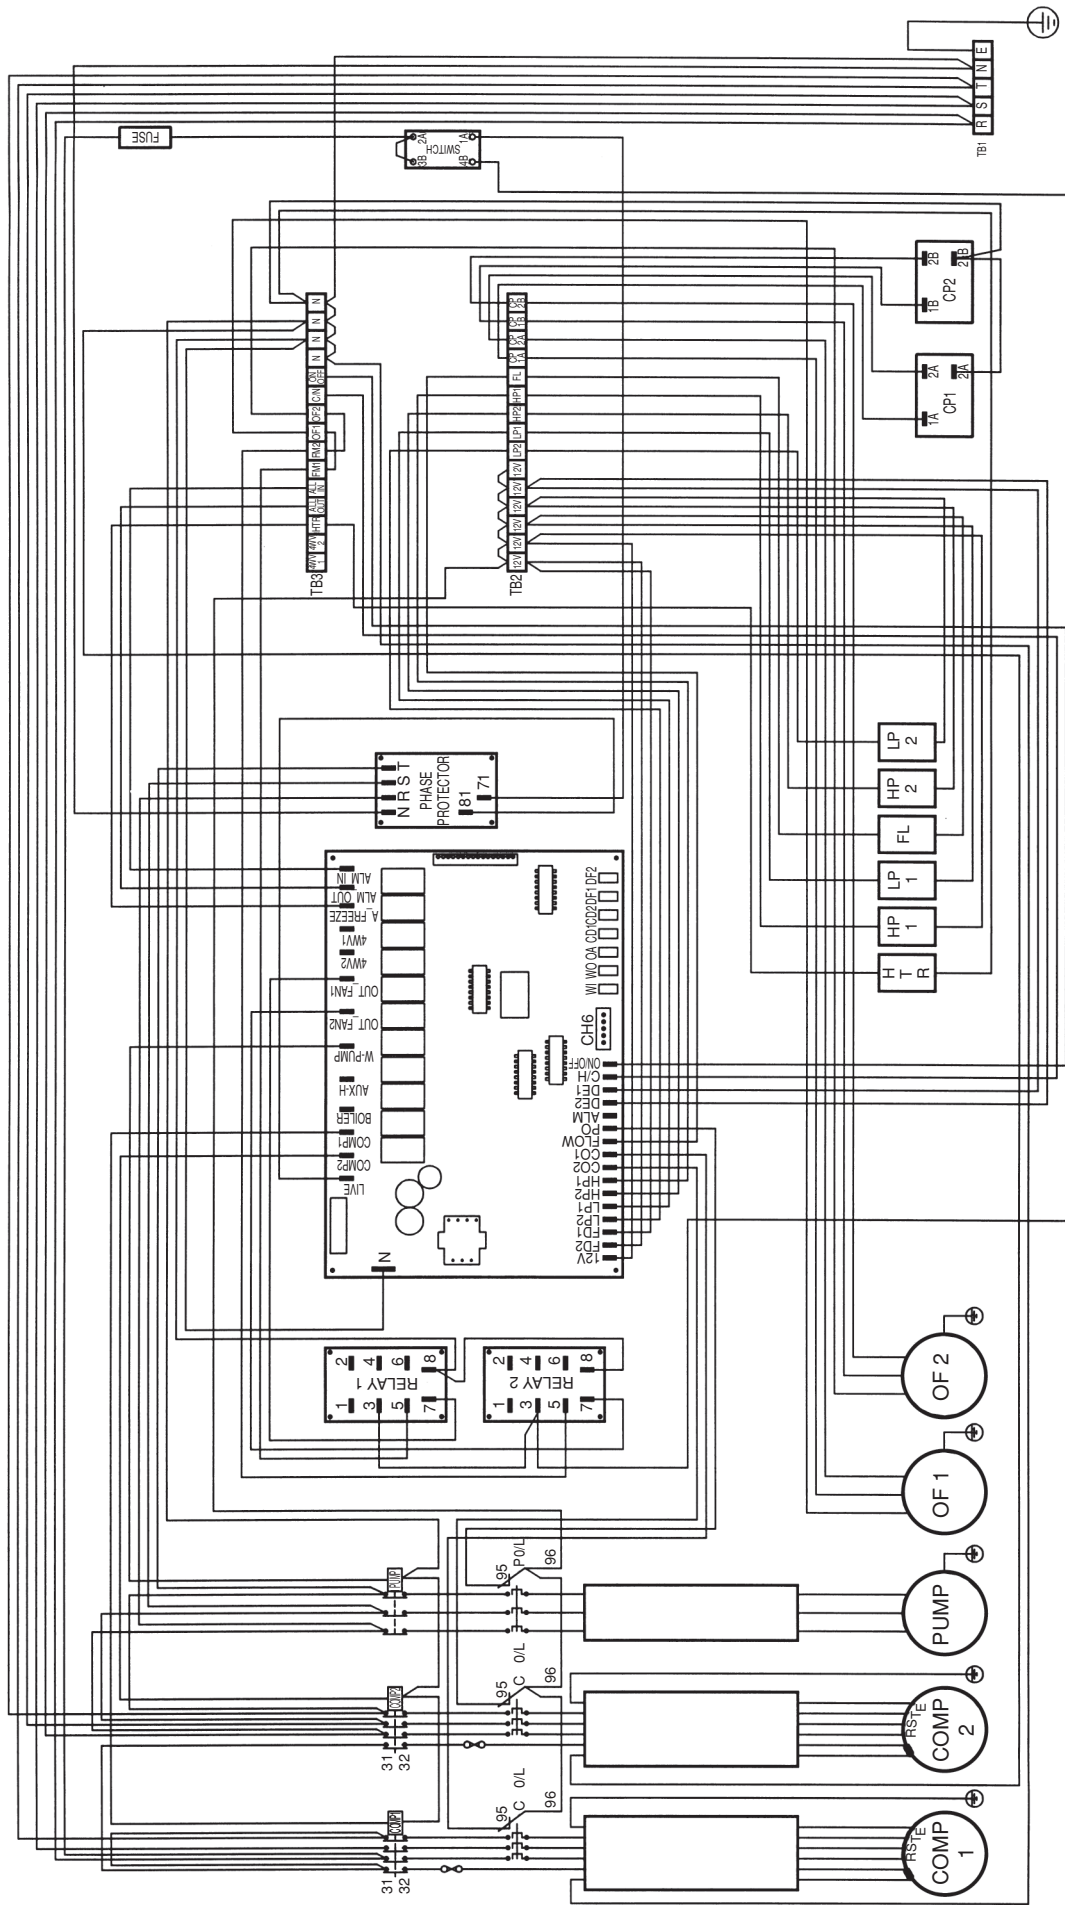 E
N
T
S
R
TB1
FUSE
2A
1A
SWITCH
3B
4B
2B
2B
1B
CP2
2A
2A
1A
CP1
N
N
N
N
ON OFF
C/N
OF2
OF1
FM2
FM1
ALL IN
ALL OUT
HTR
4WV 2
4WV 1
TB3
CP 2B
CP 1B
CP 2A
CP 1A
FL
HP1
HP2
LP1
LP2
12V
12V
12V
12V
12V
12V
TB2
N R S T
PHASE
PROTECTOR
81
71
LP 2
HP 2
FL
LP 1
HP 1
HTR
ALM IN
ALM_OUT
A_FREEZE
4WV1
4WV2
OUT_FAN1
OUT_FAN2
W-PUMP
AUX-H
BOILER
COMP1
COMP2
LIVE
N
WI WO OA CD1 CD2 DF1 DF2
CH6
ON/OFF
C/H
DE1
DE2
ALM
PO
FLOW
CO1
CO2
HP1
HP2
LP1
LP2
FD1
FD2
12V
2
4
6
8
RELAY 1
1
3
5
7
2
4
6
8
RELAY 2
1
3
5
7
OF 2
OF 1
PUMP
95
P O/L
96
PUMP
COMP2
31
32
95
C O/L
96
RSTE
COMP
2
COMP1
31
32
95
C O/L
96
RSTE
COMP
1